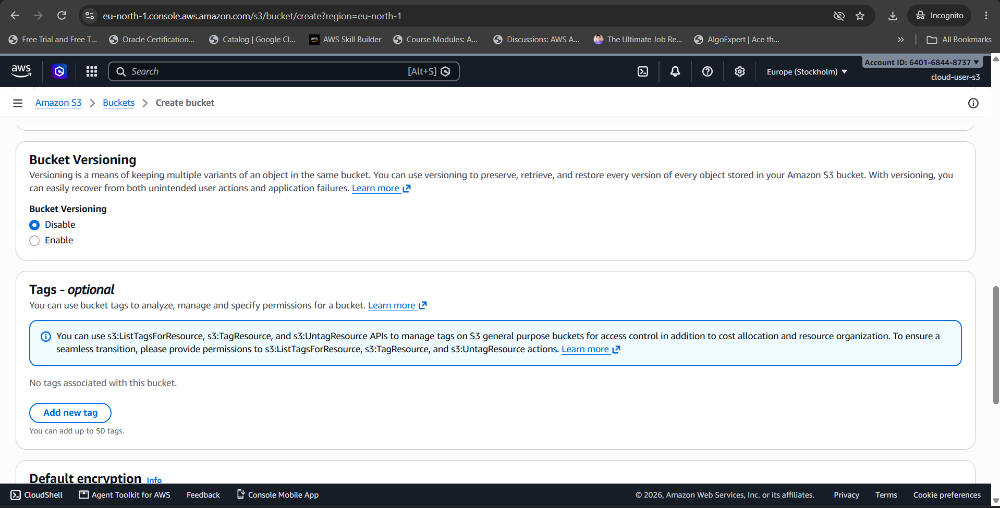 eu-north-1.console.aws.amazon.com/s3/bucket/create?region=eu-north-1
Incognito
Free Trial and Free T...
Oracle Certification...
Catalog | Google Cl...
aws
AWS Skill Builder
Course Modules: A...
Discussions: AWS A...
The Ultimate Job Re...
AlgoExpert | Ace th...
All Bookmarks
aws
Search
[Alt+S]
Europe (Stockholm)
Account ID: 6401-6844-8737
cloud-user-s3
Amazon S3
Buckets
Create bucket
Bucket Versioning
Versioning is a means of keeping multiple variants of an object in the same bucket. You can use versioning to preserve, retrieve, and restore every version of every object stored in your Amazon S3 bucket. With versioning, you
can easily recover from both unintended user actions and application failures. Learn more
Bucket Versioning
Disable
Enable
Tags - optional
You can use bucket tags to analyze, manage and specify permissions for a bucket. Learn more
You can use s3:ListTagsForResource, s3:TagResource, and s3:UntagResource APIs to manage tags on S3 general purpose buckets for access control in addition to cost allocation and resource organization. To ensure a
seamless transition, please provide permissions to s3:ListTagsForResource, s3:TagResource, and s3:UntagResource actions. Learn more
No tags associated with this bucket.
Add new tag
You can add up to 50 tags.
Default encryption Info
CloudShell
Agent Toolkit for AWS
Feedback
Console Mobile App
© 2026, Amazon Web Services, Inc. or its affiliates.
Privacy
Terms
Cookie preferences